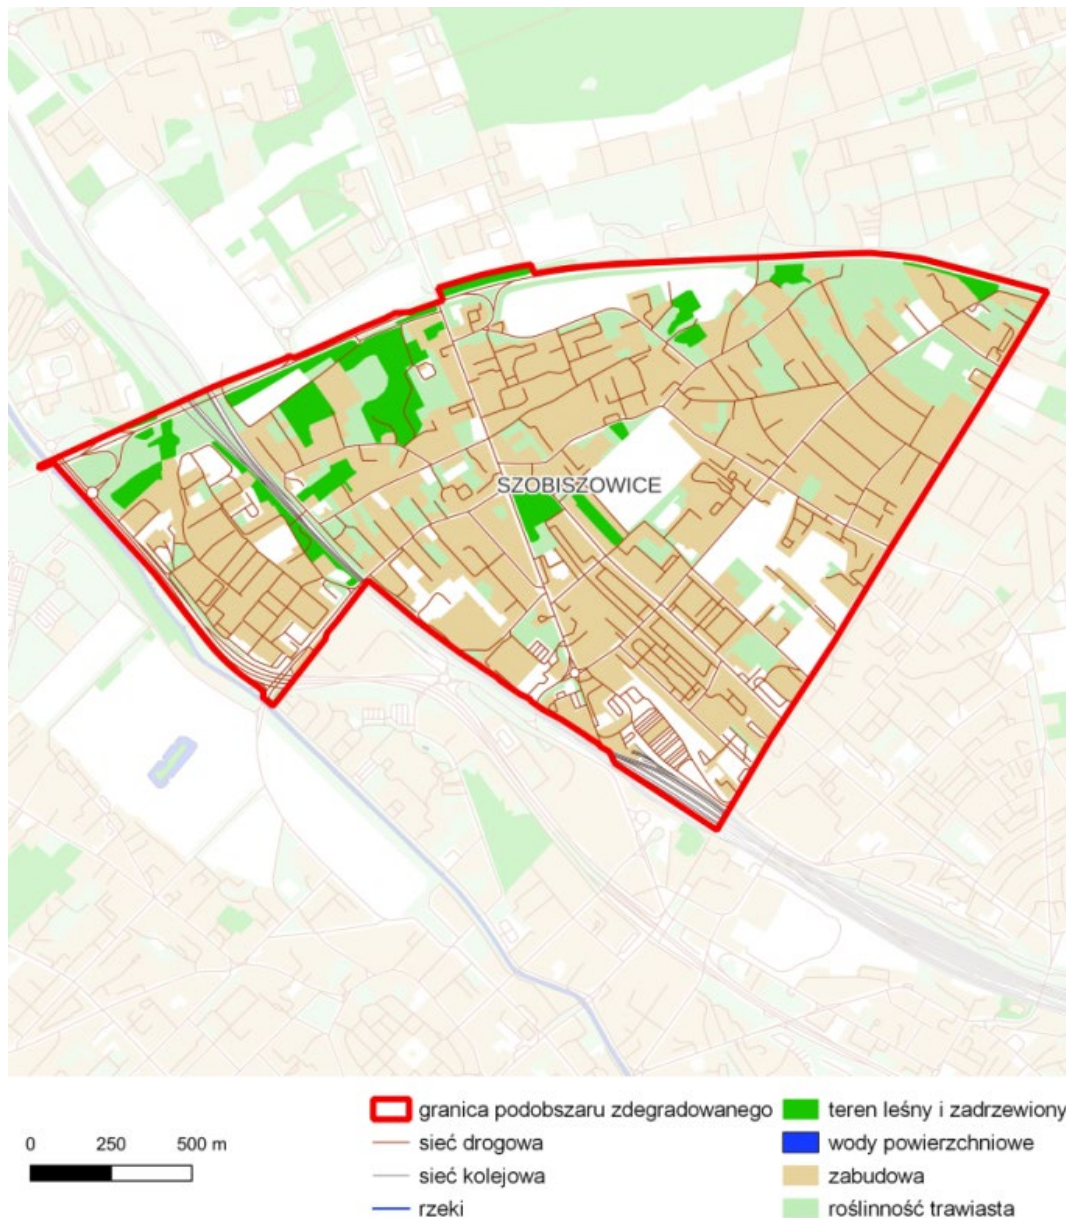 SZOBISZOWICE
0 250 500 m
granica podobszaru zdegradowanego
sieć drogowa
sieć kolejowa
rzeki
teren leśny i zadrzewiony
wody powierzchniowe
zabudowa
roślinność trawiasta